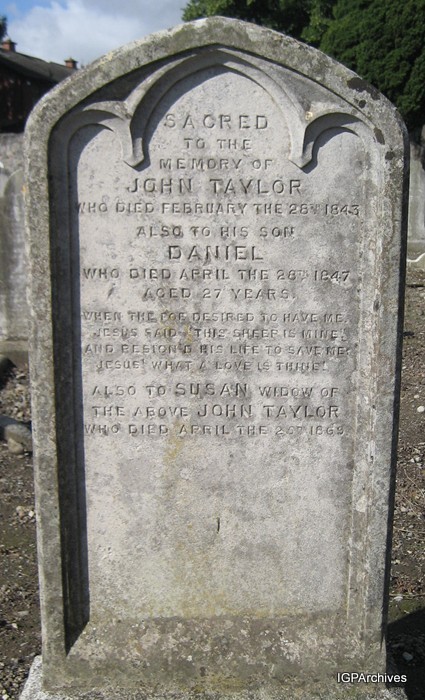 SACRED
TO THE
MEMORY OF
JOHN TAYLOR
WHO DIED FEBRUARY THE 28TH 1843
ALSO TO HIS SON
DANIEL
WHO DIED APRIL THE 26TH 1847
AGED 27 YEARS.
WHEN THE FOE DESIRED TO HAVE ME,
JESUS SAID "THIS SHEEP IS MINE"
AND RESIGN'D HIS LIFE TO SAVE ME:
JESUS! WHAT A LOVE IS THINE!
ALSO TO SUSAN WIDOW OF
THE ABOVE JOHN TAYLOR
WHO DIED APRIL THE
IGPArchives